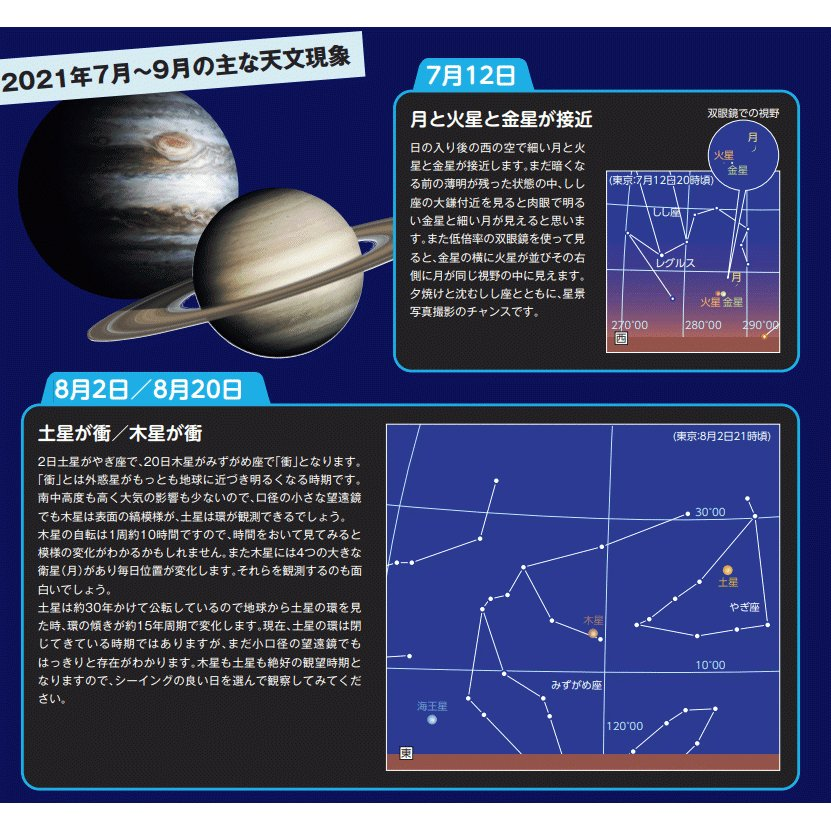 2021年7月〜9月の主な天文現象
7月12日
月と火星と金星が接近
日の入り後の西の空で細い月と火
星と金星が接近します。まだ暗くな
る前の薄明が残った状態の中、しし
座の大鎌付近を見ると肉眼で明る
い金星と細い月が見えると思いま
す。また低倍率の双眼鏡を使って見
ると、金星の横に火星が並びその右
側に月が同じ視野の中に見えます。
夕焼けと沈むしし座とともに、星景
写真撮影のチャンスです。
双眼鏡での視野
月
火星
金星
(東京:7月12日20時頃)
しし座
レグルス
月
火星 金星
270°00 280°00 290°00
西
8月2日／8月20日
土星が衝／木星が衝
2日土星がやぎ座で、20日木星がみずがめ座で「衝」となります。
「衝」とは外惑星がもっとも地球に近づき明るくなる時期です。
南中高度も高く大気の影響も少ないので、口径の小さな望遠鏡
でも木星は表面の縞模様が、土星は環が観測できるでしょう。
木星の自転は1周約10時間ですので、時間をおいて見てみると
模様の変化がわかるかもしれません。また木星には4つの大きな
衛星（月）があり毎日位置が変化します。それらを観測するのも面
白いでしょう。
土星は約30年かけて公転しているので地球から土星の環を見
た時、環の傾きが約15年周期で変化します。現在、土星の環は閉
じてきている時期ではありますが、まだ小口径の望遠鏡でも
はっきりと存在がわかります。木星も土星も絶好の観望時期と
なりますので、シーイングの良い日を選んで観察してみてくだ
さい。
(東京:8月2日21時頃)
30°00
土星
やぎ座
木星
10°00
みずがめ座
海王星
120°00
東